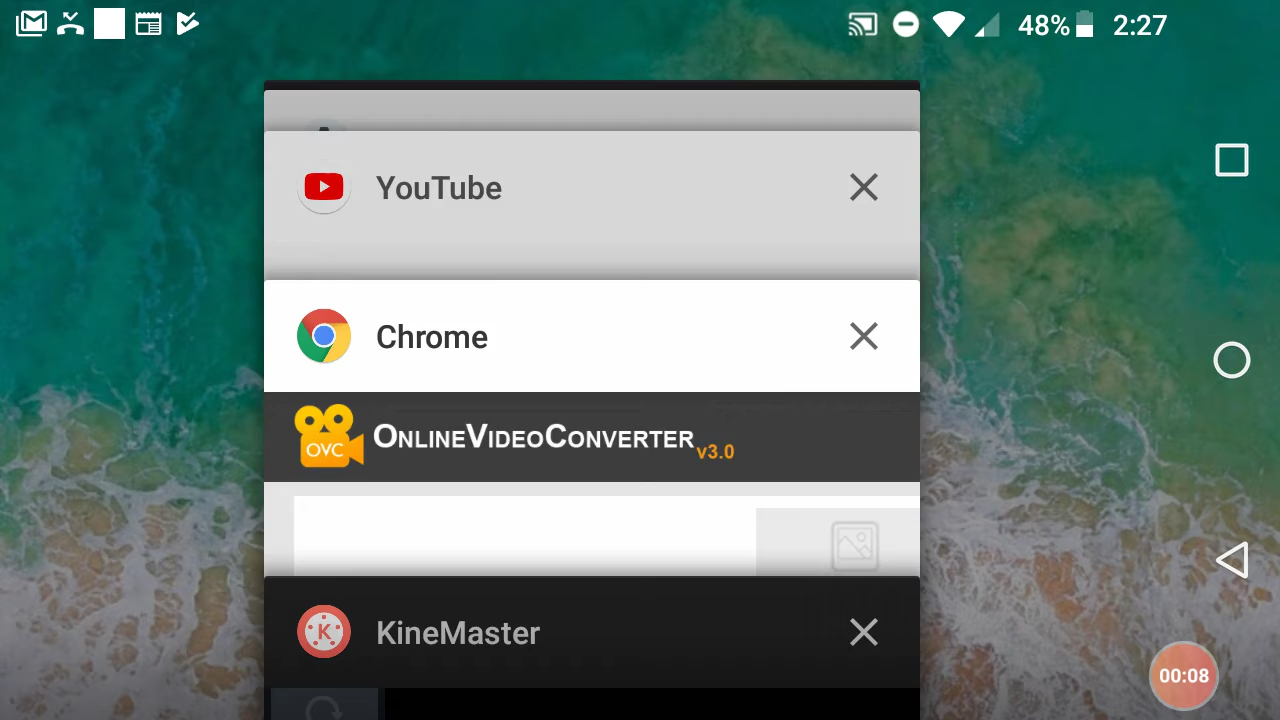 48% 2:27
YouTube
Chrome
OVC ONLINEVIDEOCONVERTER v3.0
K KineMaster
00:08